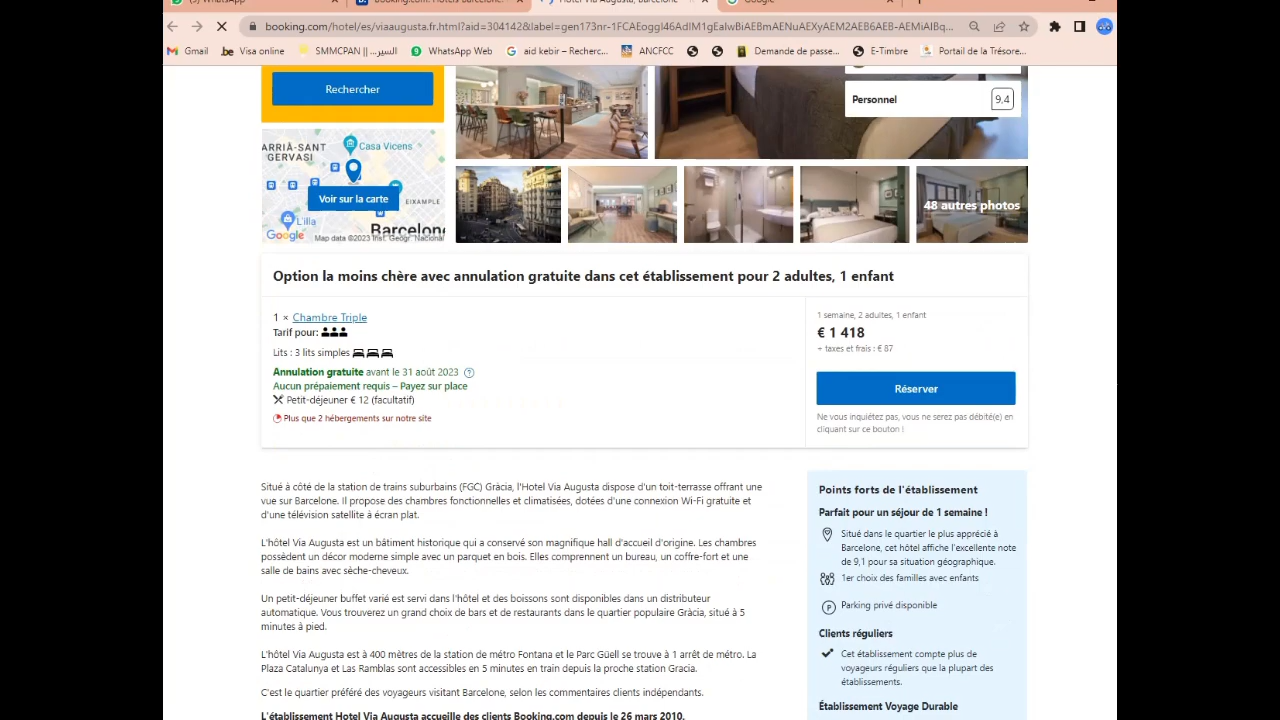 booking.com/hotel/es/viaaugusta.fr.html?aid=304142&label=gen173nr-1FCAEoggI46AdIM1gEaIwBiAEBmAENuAEXyAEM2AEB6AEB-AEMiAIBq...
Gmail Visa online SMMCPAN || السير... WhatsApp Web aid kebir – Recherc... ANCFCC Demande de passe... E-Timbre Portail de la Trésore...
Rechercher
Personnel 9,4
ARRIÀ-SANT
GERVASI
Casa Vicens
Voir sur la carte
EIXAMPLE
L'illa
Barcelon
Google
Map data ©2023 Inst. Geogr. Nacional
48 autres photos
Option la moins chère avec annulation gratuite dans cet établissement pour 2 adultes, 1 enfant
1 × Chambre Triple
Tarif pour:
Lits : 3 lits simples
Annulation gratuite avant le 31 août 2023
Aucun prépaiement requis – Payez sur place
Petit-déjeuner € 12 (facultatif)
Plus que 2 hébergements sur notre site
1 semaine, 2 adultes, 1 enfant
€ 1 418
+ taxes et frais : € 87
Réserver
Ne vous inquiétez pas, vous ne serez pas débité(e) en
cliquant sur ce bouton !
Situé à côté de la station de trains suburbains (FGC) Gràcia, l'Hotel Via Augusta dispose d'un toit-terrasse offrant une
vue sur Barcelone. Il propose des chambres fonctionnelles et climatisées, dotées d'une connexion Wi-Fi gratuite et
d'une télévision satellite à écran plat.
L'hôtel Via Augusta est un bâtiment historique qui a conservé son magnifique hall d'accueil d'origine. Les chambres
possèdent un décor moderne simple avec un parquet en bois. Elles comprennent un bureau, un coffre-fort et une
salle de bains avec sèche-cheveux.
Un petit-déjeuner buffet varié est servi dans l'hôtel et des boissons sont disponibles dans un distributeur
automatique. Vous trouverez un grand choix de bars et de restaurants dans le quartier populaire Gràcia, situé à 5
minutes à pied.
L'hôtel Via Augusta est à 400 mètres de la station de métro Fontana et le Parc Güell se trouve à 1 arrêt de métro. La
Plaza Catalunya et Las Ramblas sont accessibles en 5 minutes en train depuis la proche station Gracia.
C'est le quartier préféré des voyageurs visitant Barcelone, selon les commentaires clients indépendants.
L'établissement Hotel Via Augusta accueille des clients Booking.com depuis le 26 mars 2010.
Points forts de l'établissement
Parfait pour un séjour de 1 semaine !
Situé dans le quartier le plus apprécié à
Barcelone, cet hôtel affiche l'excellente note
de 9,1 pour sa situation géographique.
1er choix des familles avec enfants
P Parking privé disponible
Clients réguliers
Cet établissement compte plus de
voyageurs réguliers que la plupart des
établissements.
Établissement Voyage Durable